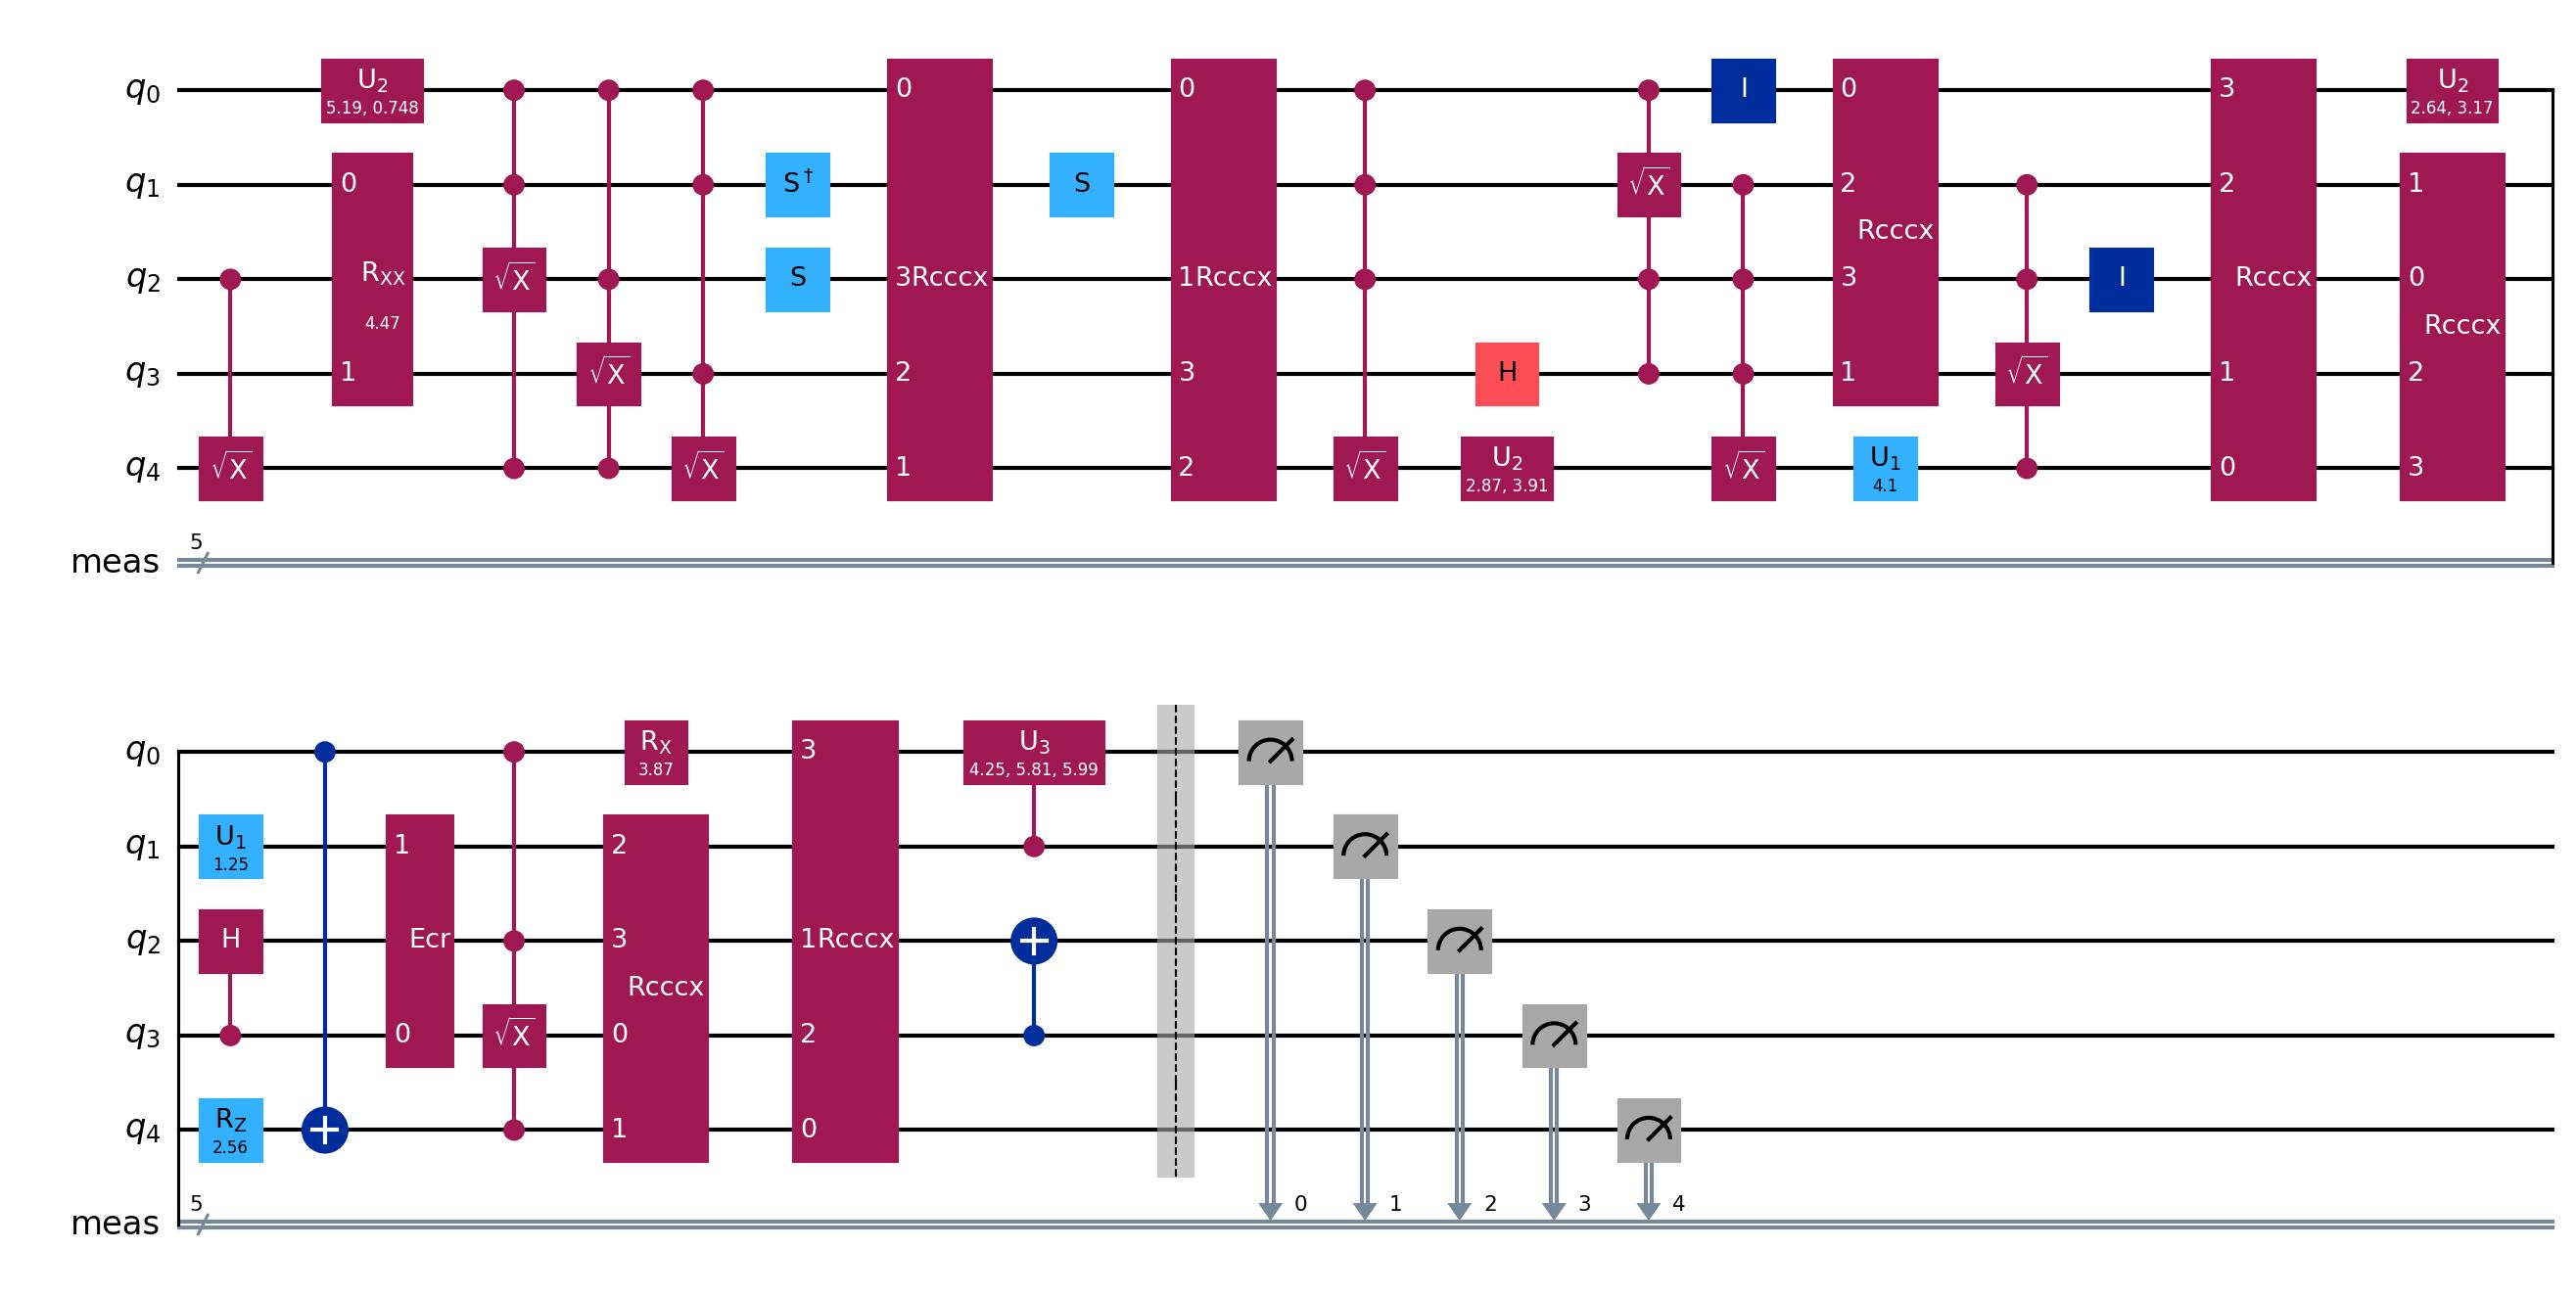 q0 U2 5.19, 0.748 0 0 √X I 0 3 U2 2.64, 3.17
q1 0 S† S √X 2 2 1
Rcccx
q2 RXX √X S 3Rcccx 1Rcccx 3 I Rcccx 0
4.47 Rcccx
q3 1 √X 2 3 H 1 √X 1 2
q4 √X √X 1 2 √X U2 2.87, 3.91 √X U1 4.1 0 3
meas 5
q0 RX 3.87 3 U3 4.25, 5.81, 5.99
q1 U1 1.25 1 2
q2 H Ecr 3 1Rcccx
Rcccx
q3 0 √X 0 2
q4 RZ 2.56 1 0
meas 5 0 1 2 3 4